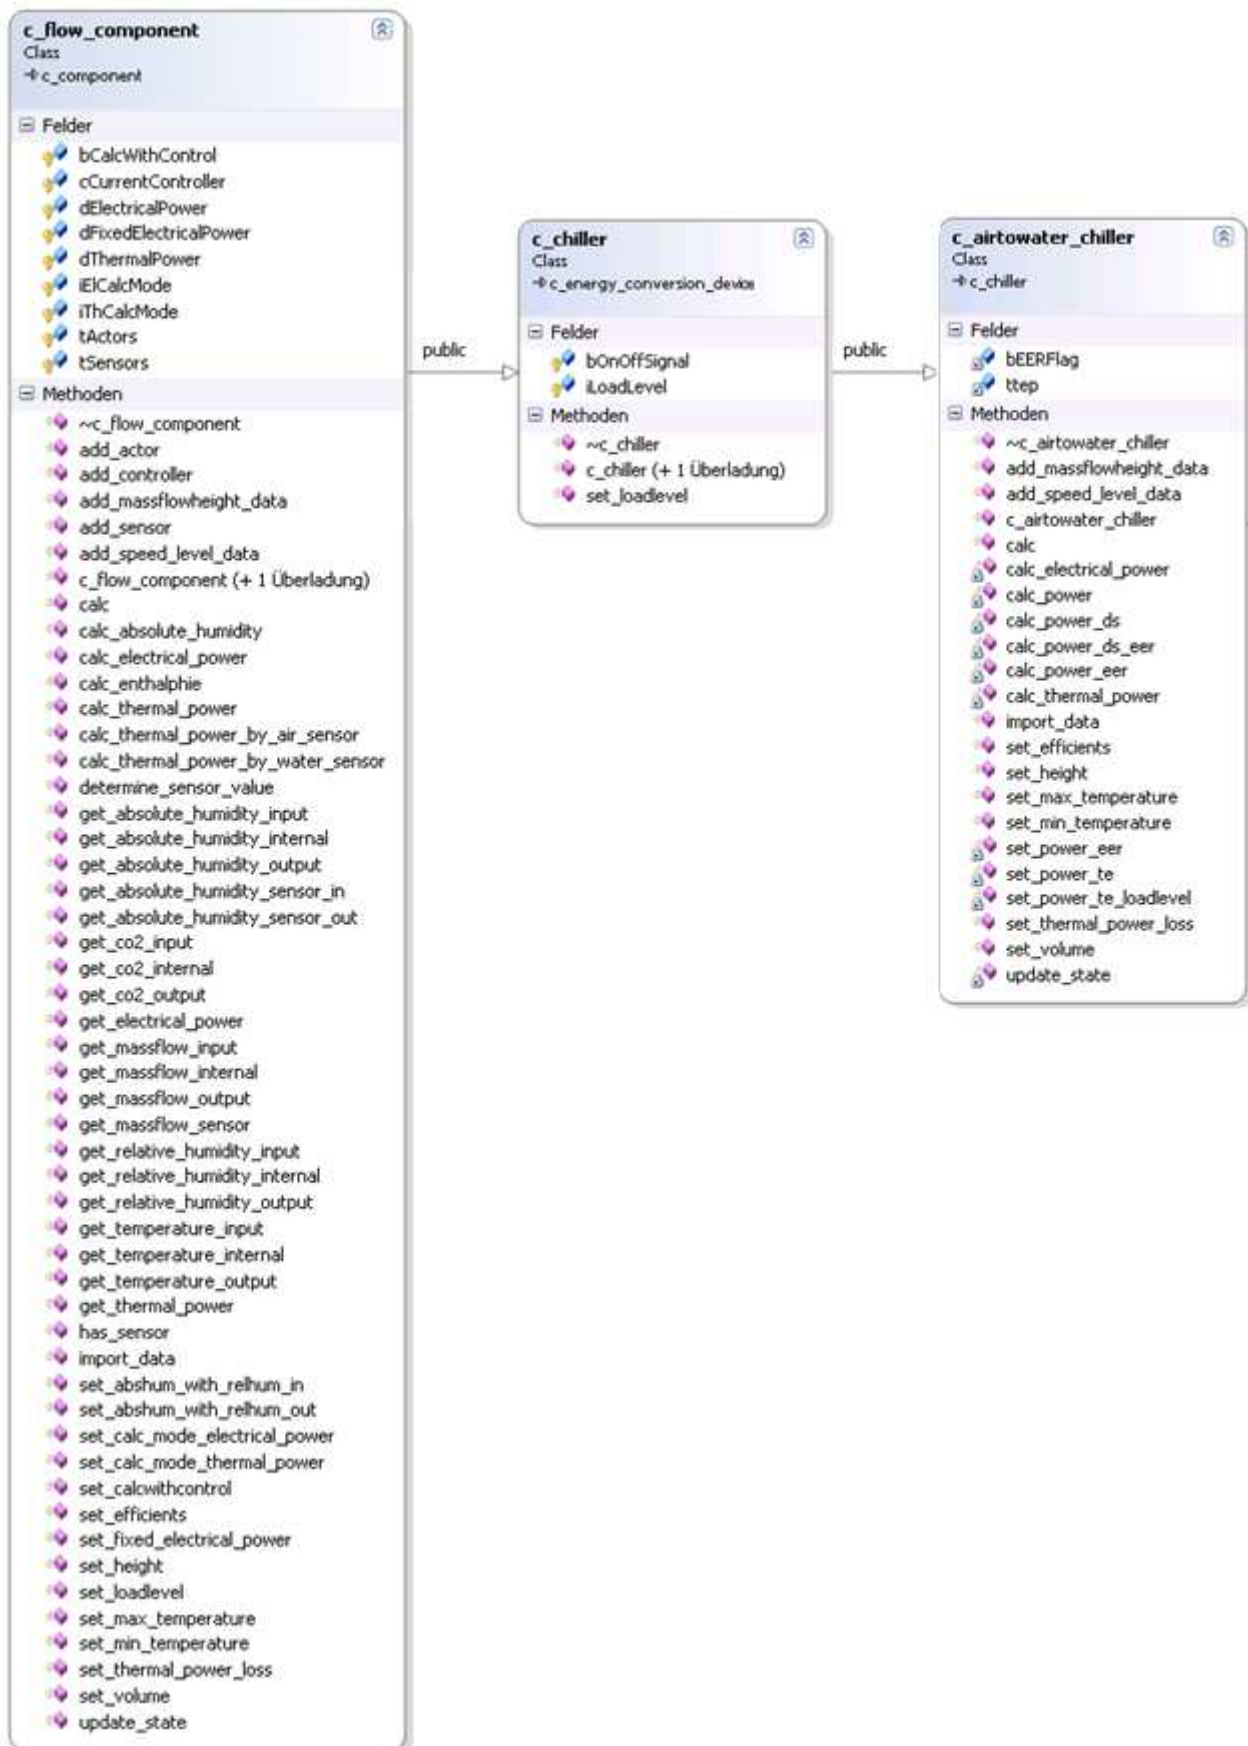 c_flow_component
Class
c_component
Felder
bCalcWithControl
cCurrentController
dElectricalPower
dFixedElectricalPower
dThermalPower
iElCalcMode
iThCalcMode
tActors
tSensors
Methoden
~c_flow_component
add_actor
add_controller
add_massflowheight_data
add_sensor
add_speed_level_data
c_flow_component (+ 1 Überladung)
calc
calc_absolute_humidity
calc_electrical_power
calc_enthalphie
calc_thermal_power
calc_thermal_power_by_air_sensor
calc_thermal_power_by_water_sensor
determine_sensor_value
get_absolute_humidity_input
get_absolute_humidity_internal
get_absolute_humidity_output
get_absolute_humidity_sensor_in
get_absolute_humidity_sensor_out
get_co2_input
get_co2_internal
get_co2_output
get_electrical_power
get_massflow_input
get_massflow_internal
get_massflow_output
get_massflow_sensor
get_relative_humidity_input
get_relative_humidity_internal
get_relative_humidity_output
get_temperature_input
get_temperature_internal
get_temperature_output
get_thermal_power
has_sensor
import_data
set_abshum_with_relhum_in
set_abshum_with_relhum_out
set_calc_mode_electrical_power
set_calc_mode_thermal_power
set_calcwithcontrol
set_efficients
set_fixed_electrical_power
set_height
set_loadlevel
set_max_temperature
set_min_temperature
set_thermal_power_loss
set_volume
update_state
public
c_chiller
Class
c_energy_conversion_device
Felder
bOnOffSignal
iLoadLevel
Methoden
~c_chiller
c_chiller (+ 1 Überladung)
set_loadlevel
public
c_airtowater_chiller
Class
c_chiller
Felder
bEERFlag
ttep
Methoden
~c_airtowater_chiller
add_massflowheight_data
add_speed_level_data
c_airtowater_chiller
calc
calc_electrical_power
calc_power
calc_power_ds
calc_power_ds_eer
calc_power_eer
calc_thermal_power
import_data
set_efficients
set_height
set_max_temperature
set_min_temperature
set_power_eer
set_power_te
set_power_te_loadlevel
set_thermal_power_loss
set_volume
update_state